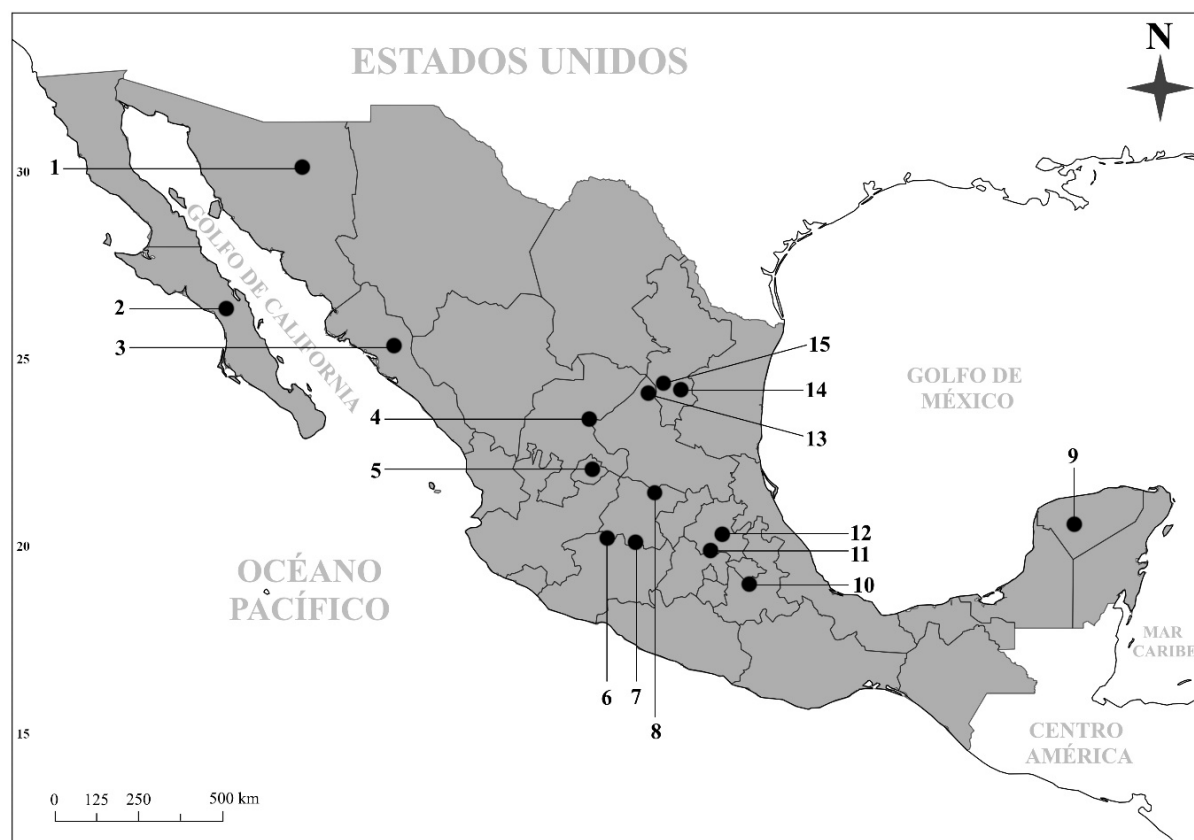 ESTADOS UNIDOS
N
30
1
GOLFO DE CALIFORNIA
2
3
25
15
14
13
GOLFO DE
MÉXICO
4
5
9
20
12
11
10
OCÉANO
PACÍFICO
MAR
CARIBE
6
7
8
15
CENTRO
AMÉRICA
0 125 250 500 km